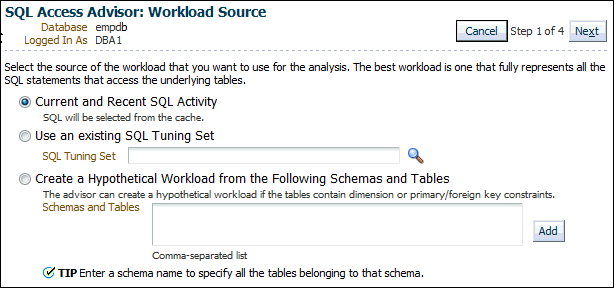 SQL Access Advisor: Workload Source
Database empdb
Logged In As DBA1
Cancel Step 1 of 4 Next
Select the source of the workload that you want to use for the analysis. The best workload is one that fully represents all the
SQL statements that access the underlying tables.
Current and Recent SQL Activity
SQL will be selected from the cache.
Use an existing SQL Tuning Set
SQL Tuning Set
Create a Hypothetical Workload from the Following Schemas and Tables
The advisor can create a hypothetical workload if the tables contain dimension or primary/foreign key constraints.
Schemas and Tables
Add
Comma-separated list
TIP Enter a schema name to specify all the tables belonging to that schema.